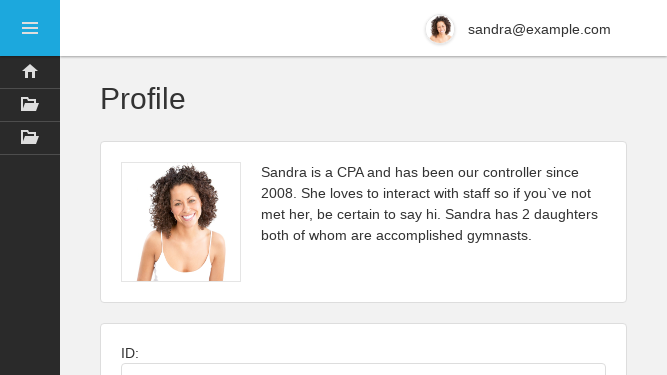 sandra@example.com
Profile
Sandra is a CPA and has been our controller since
2008. She loves to interact with staff so if you`ve not
met her, be certain to say hi. Sandra has 2 daughters
both of whom are accomplished gymnasts.
ID: